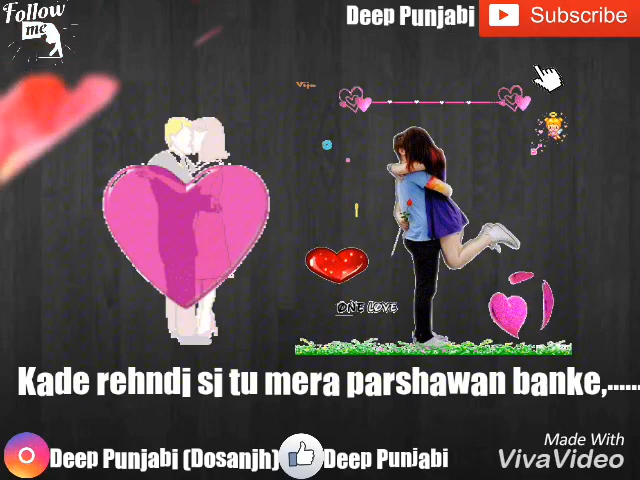 Follow
me
Deep Punjabi
Subscribe
ONE LOVE
Kade rehndi si tu mera parshawan banke,......
Deep Punjabi (Dosanjh)
Deep Punjabi
Made With
VivaVideo